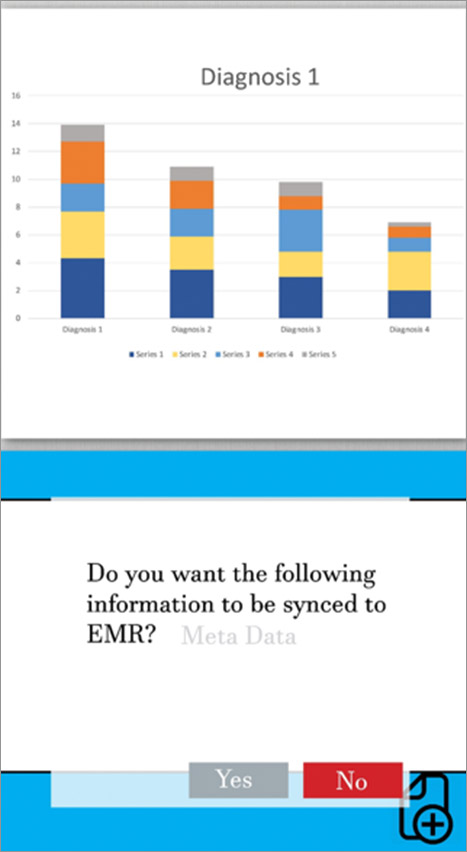 Diagnosis 1
16
14
12
10
8
6
4
2
0
Diagnosis 1 Diagnosis 2 Diagnosis 3 Diagnosis 4
Series 1 Series 2 Series 3 Series 4 Series 5
Do you want the following
information to be synced to
EMR? Meta Data
Yes No